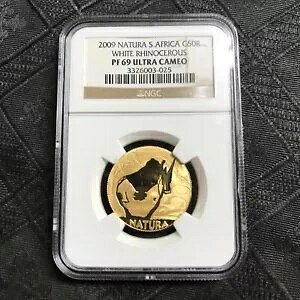 2009 NATURA S.AFRICA G50R
WHITE RHINOCEROUS
PF 69 ULTRA CAMEO
3326003-025
NGC
NATURA